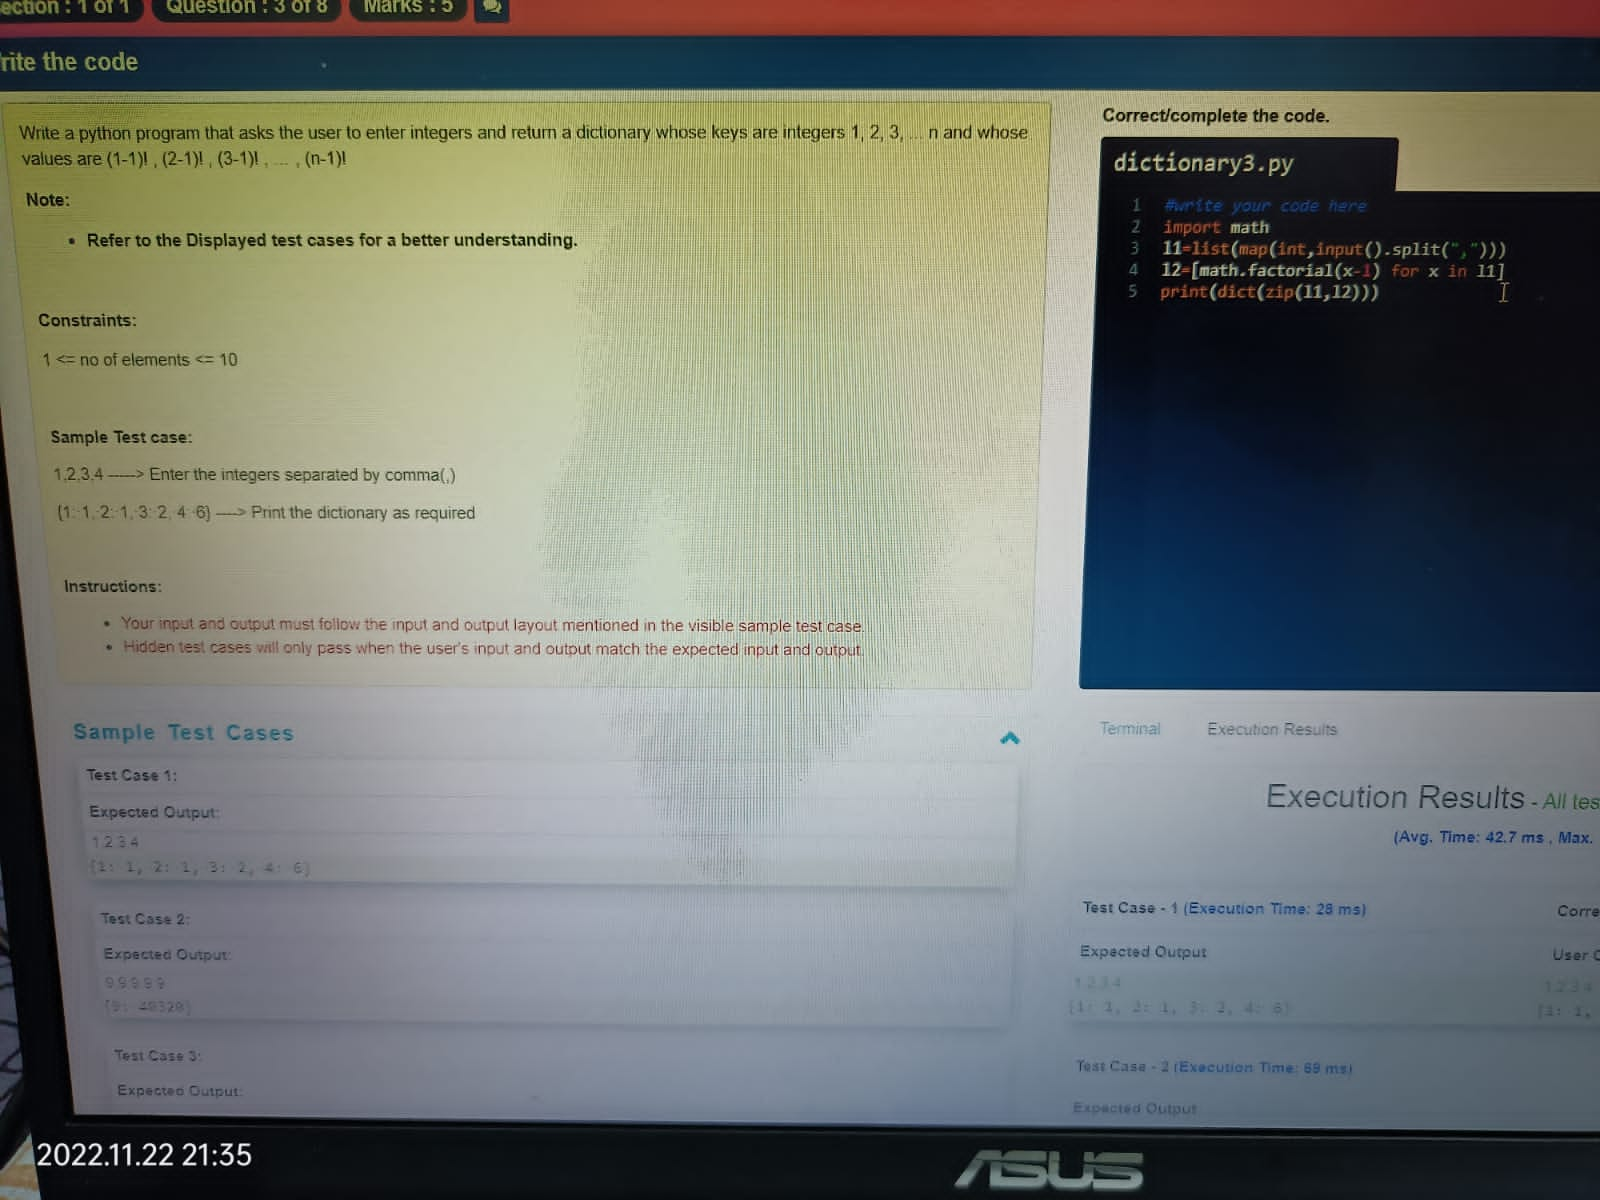 ection : 1 of 1
Question : 3 of 8
Marks : 5
rite the code
Write a python program that asks the user to enter integers and return a dictionary whose keys are integers 1, 2, 3, ... n and whose
values are (1-1)! , (2-1)! , (3-1)! , ... , (n-1)!
Note:
• Refer to the Displayed test cases for a better understanding.
Constraints:
1 <= no of elements <= 10
Sample Test case:
1,2,3,4 -----> Enter the integers separated by comma(,)
{1: 1, 2: 1, 3: 2, 4: 6} ----> Print the dictionary as required
Instructions:
• Your input and output must follow the input and output layout mentioned in the visible sample test case.
• Hidden test cases will only pass when the user's input and output match the expected input and output.
Sample Test Cases
Test Case 1:
Expected Output:
1,2,3,4
{1: 1, 2: 1, 3: 2, 4: 6}
Test Case 2:
Expected Output:
9,9,9,9,9
{9: 40320}
Test Case 3:
Expected Output:
Correct/complete the code.
dictionary3.py
1 #write your code here
2 import math
3 l1=list(map(int,input().split(",")))
4 l2=[math.factorial(x-1) for x in l1]
5 print(dict(zip(l1,l2)))
Terminal
Execution Results
Execution Results - All tes
(Avg. Time: 42.7 ms , Max.
Test Case - 1 (Execution Time: 28 ms)
Corre
Expected Output
User
1,2,3,4
1,2,3,4
{1: 1, 2: 1, 3: 2, 4: 6}
{1: 1,
Test Case - 2 (Execution Time: 69 ms)
Expected Output
2022.11.22 21:35
ASUS